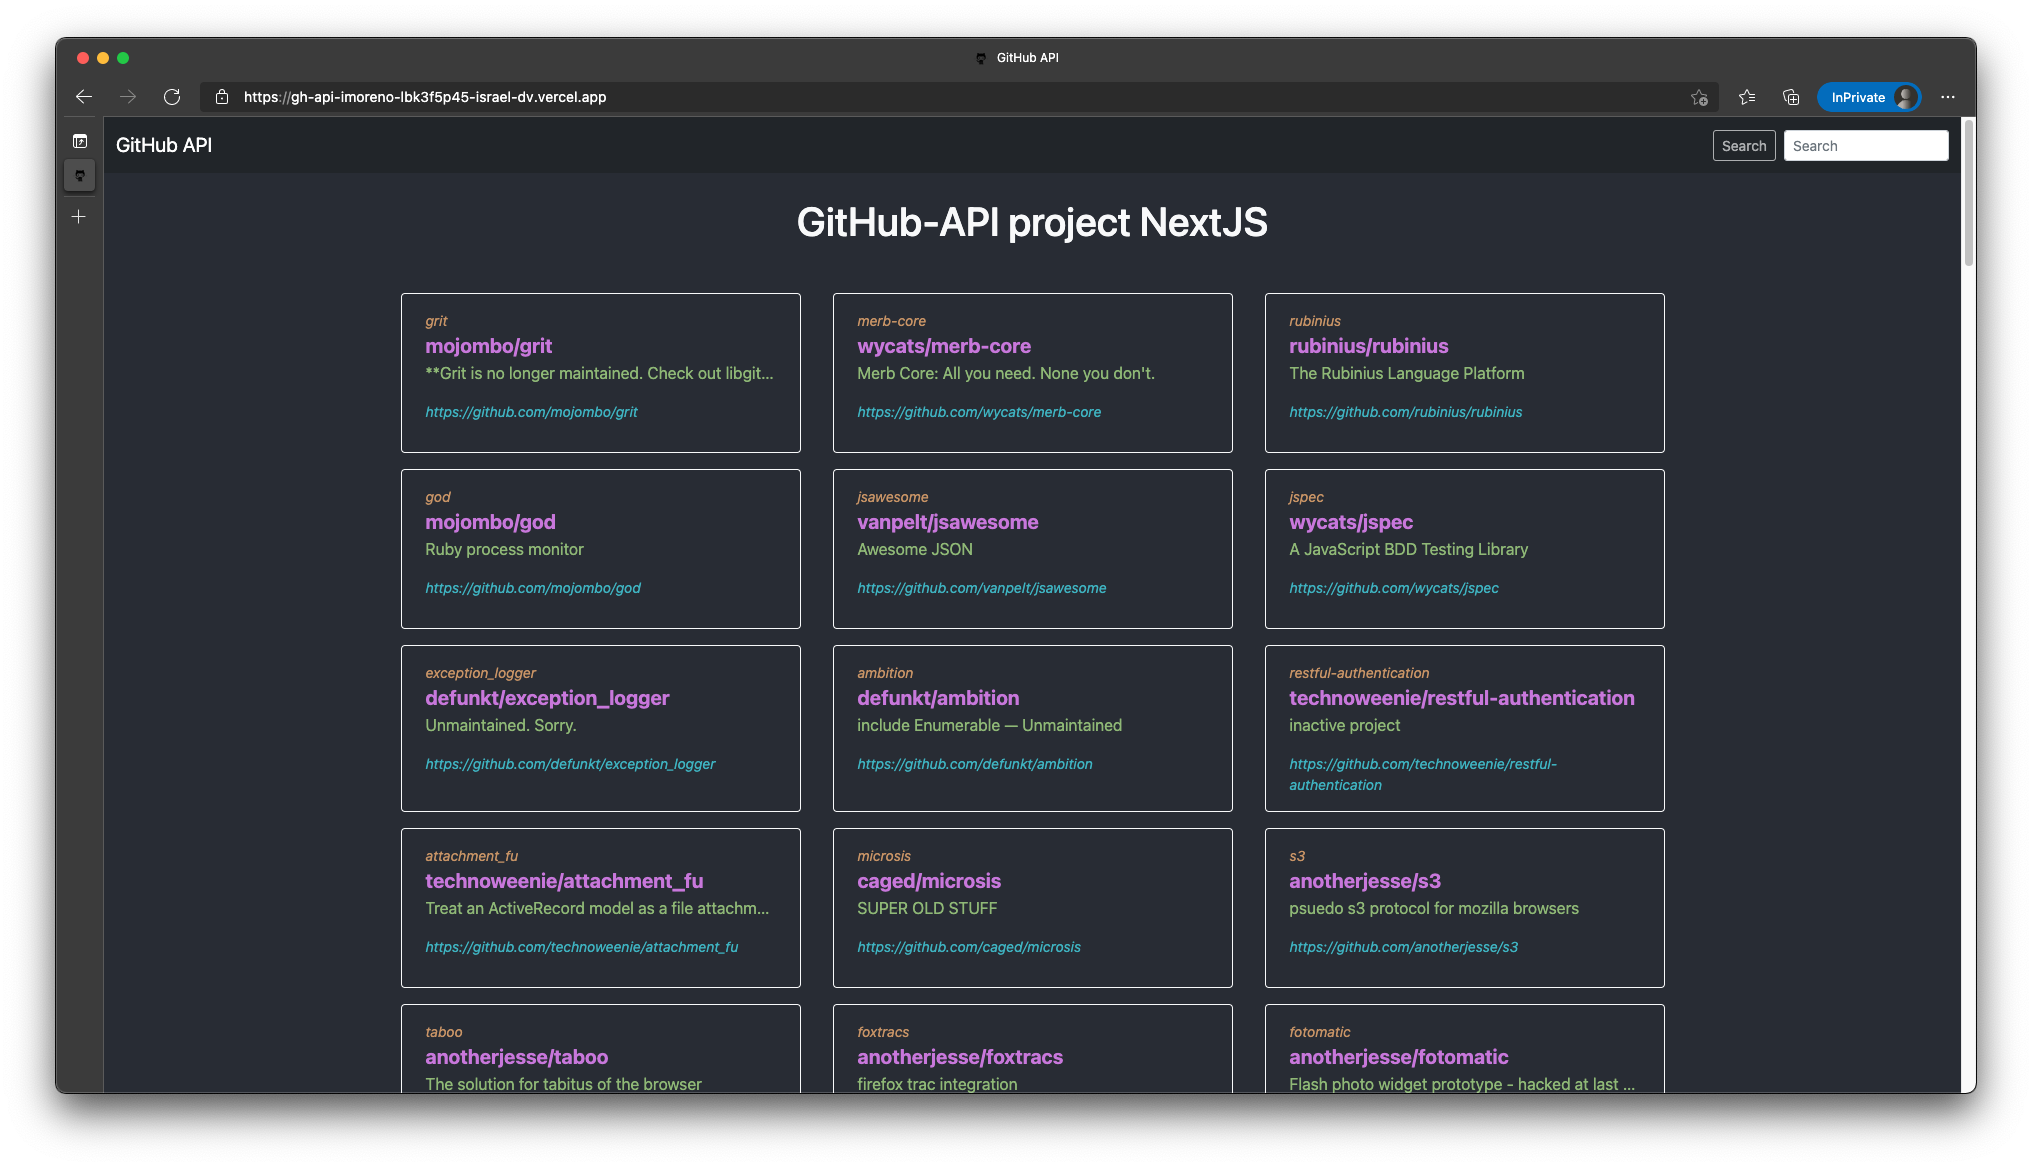 GitHub API
https://gh-api-imoreno-lbk3f5p45-israel-dv.vercel.app
InPrivate
GitHub API
Search
Search
GitHub-API project NextJS
grit
mojombo/grit
**Grit is no longer maintained. Check out libgit...
https://github.com/mojombo/grit
merb-core
wycats/merb-core
Merb Core: All you need. None you don't.
https://github.com/wycats/merb-core
rubinius
rubinius/rubinius
The Rubinius Language Platform
https://github.com/rubinius/rubinius
god
mojombo/god
Ruby process monitor
https://github.com/mojombo/god
jsawesome
vanpelt/jsawesome
Awesome JSON
https://github.com/vanpelt/jsawesome
jspec
wycats/jspec
A JavaScript BDD Testing Library
https://github.com/wycats/jspec
exception_logger
defunkt/exception_logger
Unmaintained. Sorry.
https://github.com/defunkt/exception_logger
ambition
defunkt/ambition
include Enumerable — Unmaintained
https://github.com/defunkt/ambition
restful-authentication
technoweenie/restful-authentication
inactive project
https://github.com/technoweenie/restful-
authentication
attachment_fu
technoweenie/attachment_fu
Treat an ActiveRecord model as a file attachm...
https://github.com/technoweenie/attachment_fu
microsis
caged/microsis
SUPER OLD STUFF
https://github.com/caged/microsis
s3
anotherjesse/s3
psuedo s3 protocol for mozilla browsers
https://github.com/anotherjesse/s3
taboo
anotherjesse/taboo
The solution for tabitus of the browser
foxtracs
anotherjesse/foxtracs
firefox trac integration
fotomatic
anotherjesse/fotomatic
Flash photo widget prototype - hacked at last ...